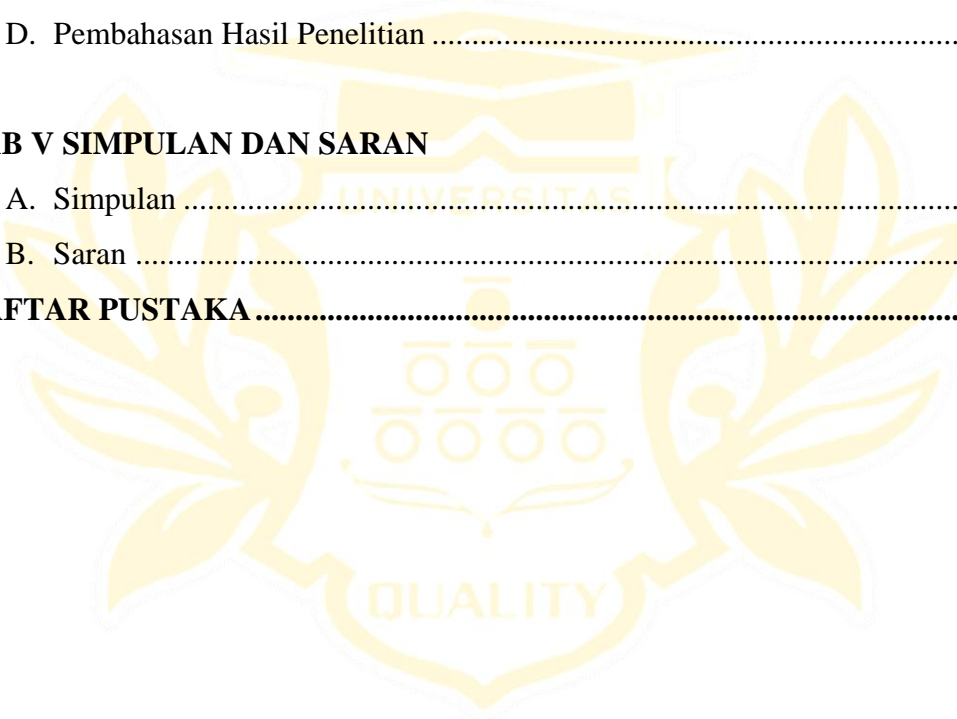 D. Pembahasan Hasil Penelitian ..................................................................
B V SIMPULAN DAN SARAN
A. Simpulan ..................................................................................................
UNIVERSITAS
B. Saran ........................................................................................................
FTAR PUSTAKA ........................................................................................
QUALITY